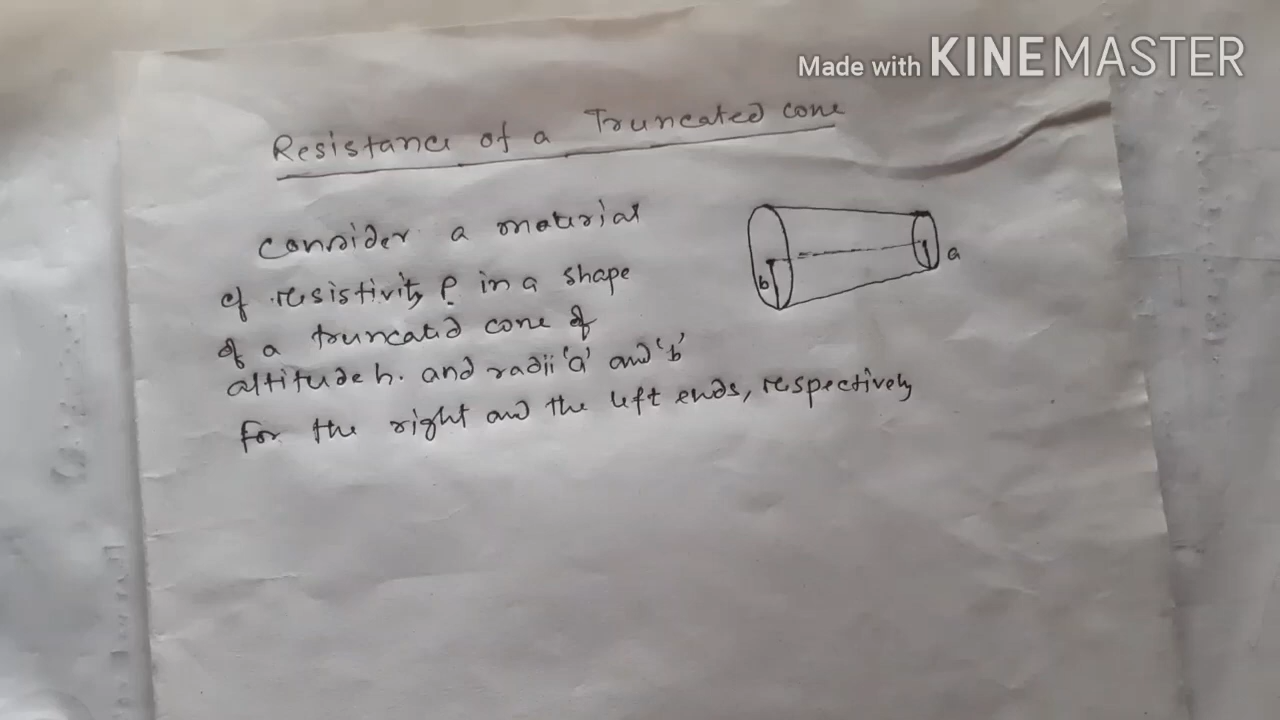 Made with KINEMASTER
Resistance of a Truncated cone
Consider a material
of resistivity ρ in a shape
of a truncated cone of
altitude h. and radii 'a' and 'b'
for the right and the left ends, respectively
b
a